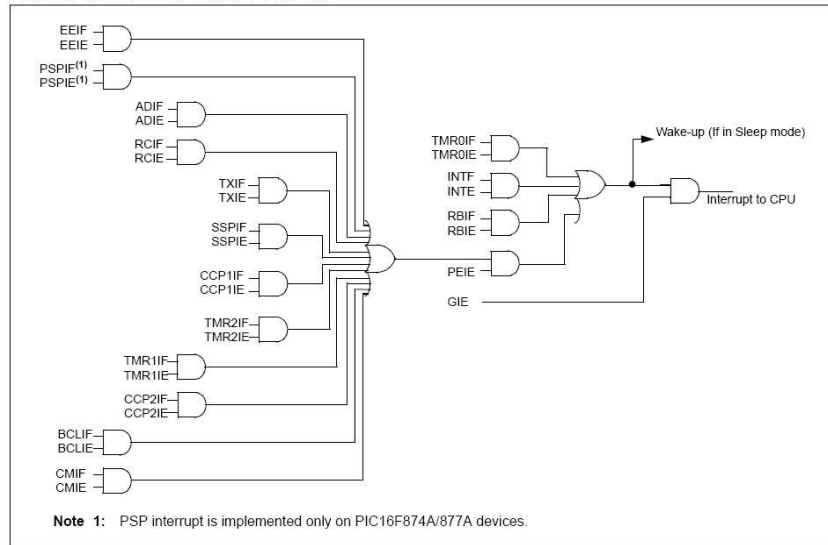 EEIF
EEIE
PSPIF(1)
PSPIE(1)
ADIF
ADIE
RCIF
RCIE
TXIF
TXIE
SSPIF
SSPIE
CCP1IF
CCP1IE
TMR2IF
TMR2IE
TMR1IF
TMR1IE
CCP2IF
CCP2IE
BCLIF
BCLIE
CMIF
CMIE
TMR0IF
TMR0IE
INTF
INTE
RBIF
RBIE
PEIE
GIE
Wake-up (If in Sleep mode)
Interrupt to CPU
Note 1: PSP interrupt is implemented only on PIC16F874A/877A devices.